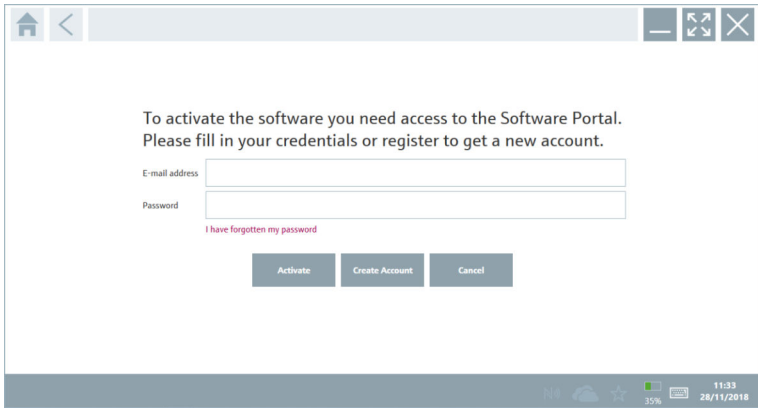 To activate the software you need access to the Software Portal.
Please fill in your credentials or register to get a new account.
E-mail address
Password
I have forgotten my password
Activate
Create Account
Cancel
35%
11:33
28/11/2018